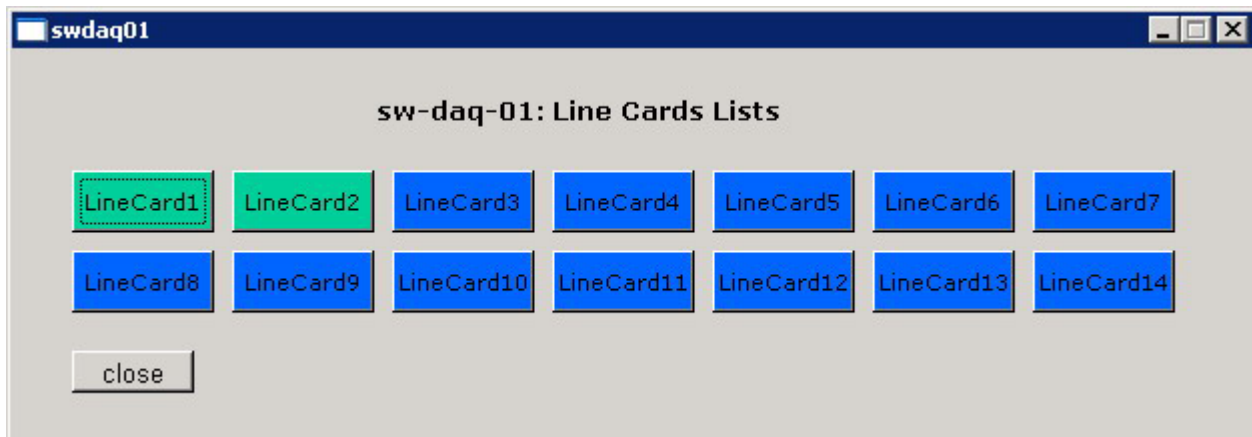 swdaq01
sw-daq-01: Line Cards Lists
LineCard1 LineCard2 LineCard3 LineCard4 LineCard5 LineCard6 LineCard7
LineCard8 LineCard9 LineCard10 LineCard11 LineCard12 LineCard13 LineCard14
close